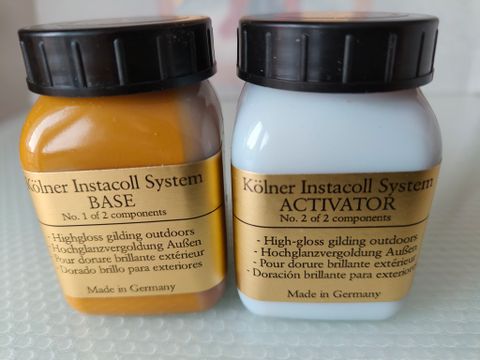 Kölner Instacoll System
BASE
No. 1 of 2 components
- Highgloss gilding outdoors
- Hochglanzvergoldung Außen
- Pour dorure brillante extérieur
- Dorado brillo para exteriores
Made in Germany
Kölner Instacoll System
ACTIVATOR
No. 2 of 2 components
- High-gloss gilding outdoors
- Hochglanzvergoldung Außen
- Pour dorure brillante extérieur
- Doración brillante para exteriores
Made in Germany